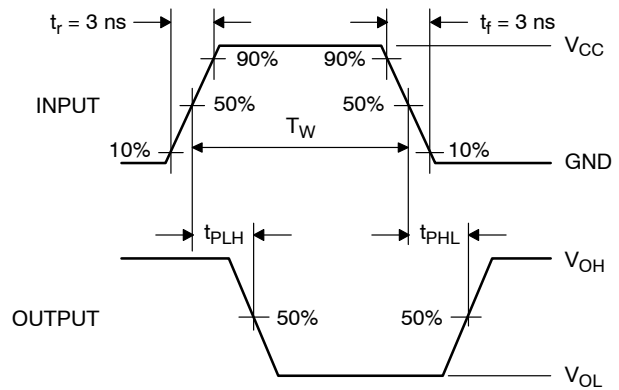 tr = 3 ns
tf = 3 ns
VCC
90%
90%
INPUT
50%
50%
TW
10%
10%
GND
tPLH
tPHL
VOH
OUTPUT
50%
50%
VOL